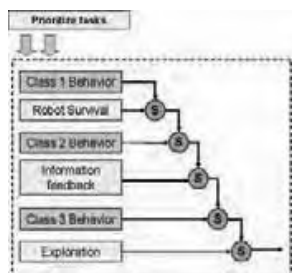 Prioritize tasks
Class 1 Behavior
S
Robot Survival
Class 2 Behavior
S
Information
feedback
S
Class 3 Behavior
S
Exploration
S